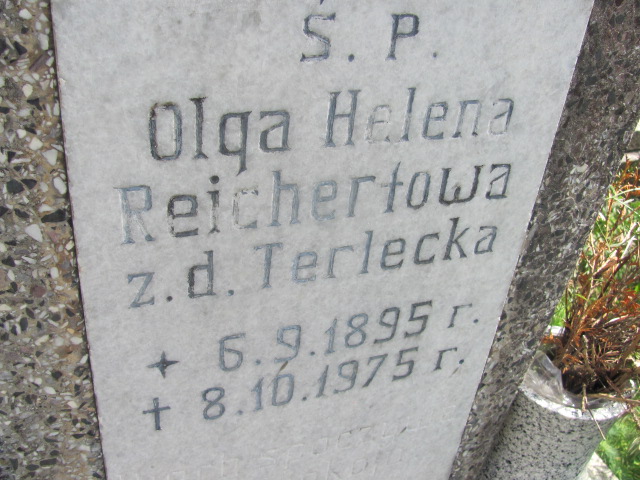 Ś. P.
Olga Helena
Reichertowa
z.d. Terlecka
6.9.1895 r.
8.10.1975 r.